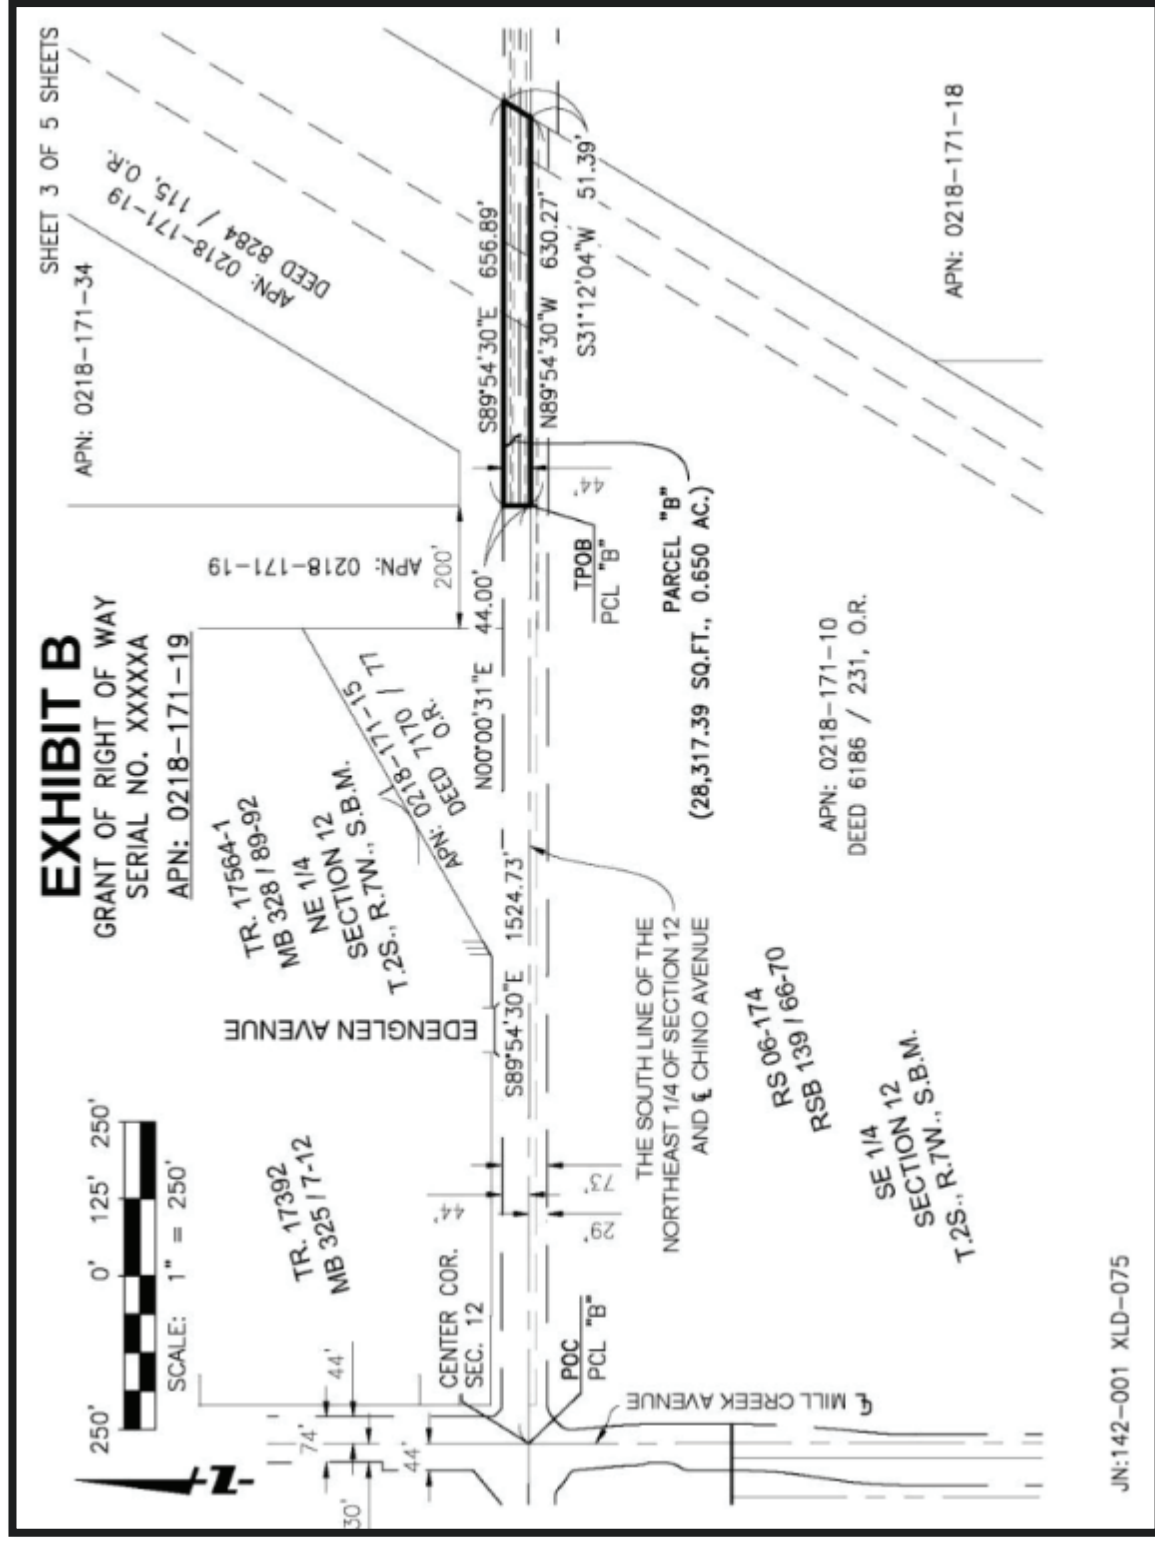 SHEET 3 OF 5 SHEETS
EXHIBIT B
GRANT OF RIGHT OF WAY
SERIAL NO. XXXXXA
APN: 0218-171-19
250'
0'
125'
250'
SCALE: 1" = 250'
N
TR. 17392
MB 325 / 7-12
TR. 17564-1
MB 328 / 89-92
NE 1/4
SECTION 12
T.2S., R.7W., S.B.M.
APN: 0218-171-15
DEED 7170 / 77
O.R.
APN: 0218-171-19
200'
APN: 0218-171-34
APN: 0218-171-19
DEED 8284 / 115, O.R.
EDENGLEN AVENUE
30'
74'
44'
44'
CENTER COR.
SEC. 12
44'
S89°54'30"E 1524.73'
N00°00'31"E 44.00'
S89°54'30"E 656.89'
N89°54'30"W 630.27'
S31°12'04"W 51.39'
44'
TPOB
PCL "B"
POC
PCL "B"
29'
73'
PARCEL "B"
(28,317.39 SQ.FT., 0.650 AC.)
℄ MILL CREEK AVENUE
THE SOUTH LINE OF THE
NORTHEAST 1/4 OF SECTION 12
AND ℄ CHINO AVENUE
RS 06-174
RSB 139 / 66-70
SE 1/4
SECTION 12
T.2S., R.7W., S.B.M.
APN: 0218-171-10
DEED 6186 / 231, O.R.
APN: 0218-171-18
JN:142-001 XLD-075